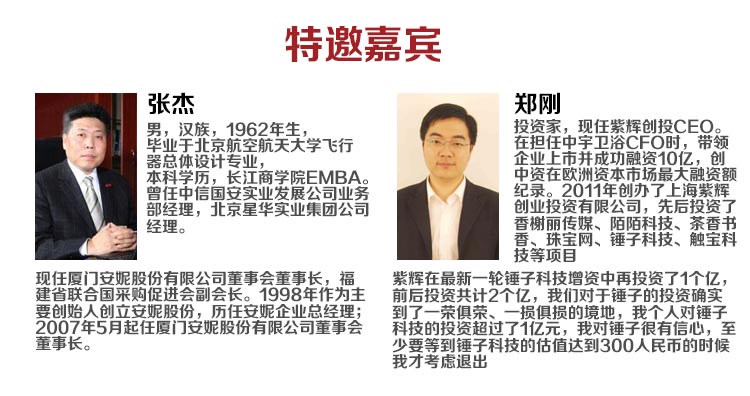 特邀嘉宾
张杰
男，汉族，1962年生，
毕业于北京航空航天大学飞行
器总体设计专业，
本科学历，长江商学院EMBA。
曾任中信国安实业发展公司业务
部经理，北京星华实业集团公司
经理。
现任厦门安妮股份有限公司董事会董事长，福
建省联合国采购促进会副会长。1998年作为主
要创始人创立安妮股份，历任安妮企业总经理；
2007年5月起任厦门安妮股份有限公司董事会
董事长。
郑刚
投资家，现任紫辉创投CEO。
在担任中宇卫浴CFO时，带领
企业上市并成功融资10亿，创
中资在欧洲资本市场最大融资额
纪录。2011年创办了上海紫辉
创业投资有限公司，先后投资了
香榭丽传媒、陌陌科技、茶香书
香、珠宝网、锤子科技、触宝科
技等项目
紫辉在最新一轮锤子科技增资中再投资了1个亿，
前后投资共计2个亿，我们对于锤子的投资确实
到了一荣俱荣、一损俱损的境地，我个人对锤子
科技的投资超过了1亿元，我对锤子很有信心，至
少要等到锤子科技的估值达到300人民币的时候
我才考虑退出